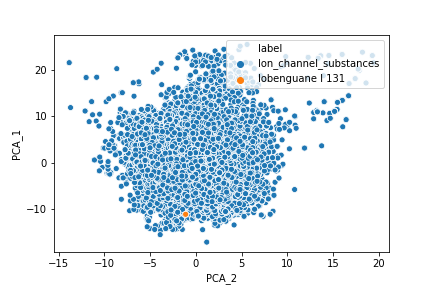 label
Ion_channel_substances
Iobenguane I 131
PCA_1
20
10
0
−10
−15
−10
−5
0
5
10
15
20
PCA_2